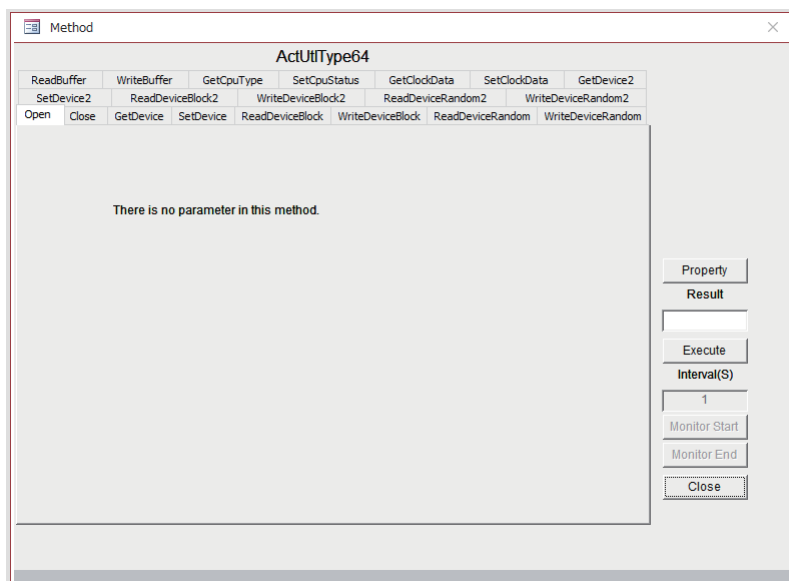 Method
ActUtlType64
ReadBuffer WriteBuffer GetCpuType SetCpuStatus GetClockData SetClockData GetDevice2
SetDevice2 ReadDeviceBlock2 WriteDeviceBlock2 ReadDeviceRandom2 WriteDeviceRandom2
Open Close GetDevice SetDevice ReadDeviceBlock WriteDeviceBlock ReadDeviceRandom WriteDeviceRandom
There is no parameter in this method.
Property
Result
Execute
Interval(S)
1
Monitor Start
Monitor End
Close